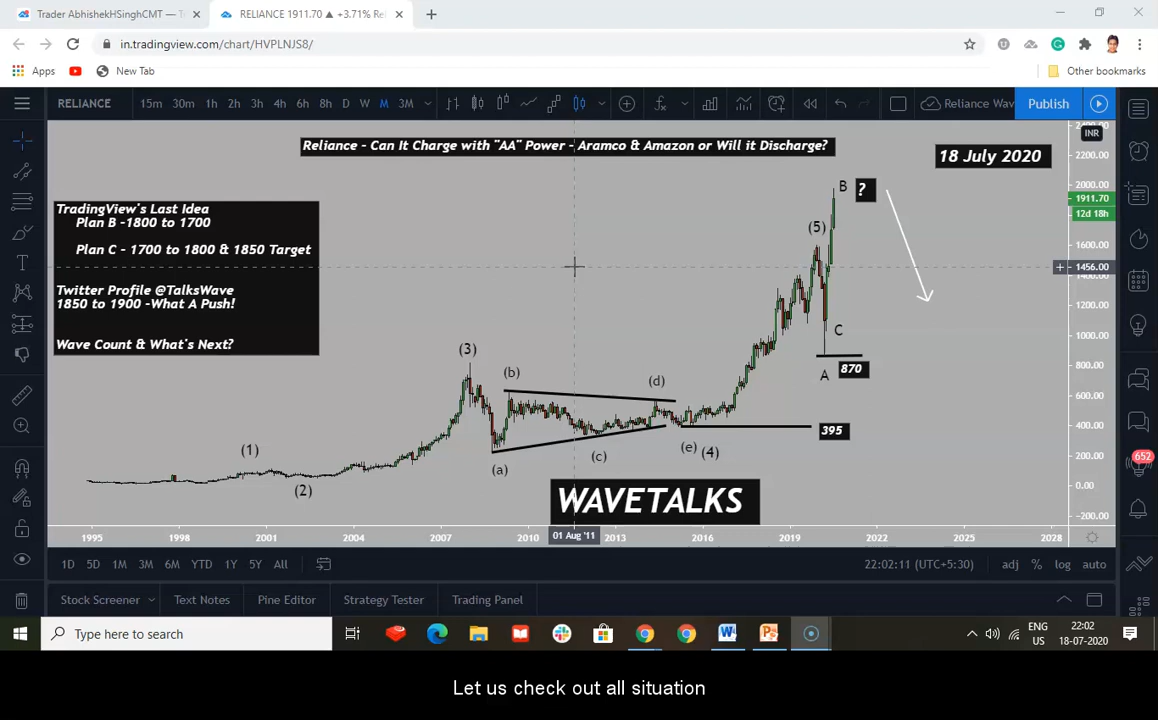 Trader AbhishekHSinghCMT — T
RELIANCE 1911.70 ▲ +3.71% Rel
in.tradingview.com/chart/HVPLNJS8/
Apps
New Tab
Other bookmarks
RELIANCE
15m 30m 1h 2h 3h 4h 6h 8h D W M 3M
Reliance Wav
Publish
Reliance - Can It Charge with "AA" Power - Aramco & Amazon or Will it Discharge?
18 July 2020
INR
2400.00
2200.00
2000.00
1911.70
12d 18h
1600.00
1456.00
1400.00
1200.00
1000.00
800.00
600.00
400.00
200.00
0.00
−200.00
TradingView's Last Idea
Plan B -1800 to 1700
Plan C - 1700 to 1800 & 1850 Target
Twitter Profile @TalksWave
1850 to 1900 -What A Push!
Wave Count & What's Next?
B ?
(5)
C
A 870
(3)
(b)
(d)
395
(1)
(e) (4)
(c)
(a)
(2)
WAVETALKS
652
1995 1998 2001 2004 2007 2010 01 Aug '11 2013 2016 2019 2022 2025 2028
1D 5D 1M 3M 6M YTD 1Y 5Y All
22:02:11 (UTC+5:30) adj % log auto
Stock Screener Text Notes Pine Editor Strategy Tester Trading Panel
Type here to search
ENG
US
22:02
18-07-2020
Let us check out all situation